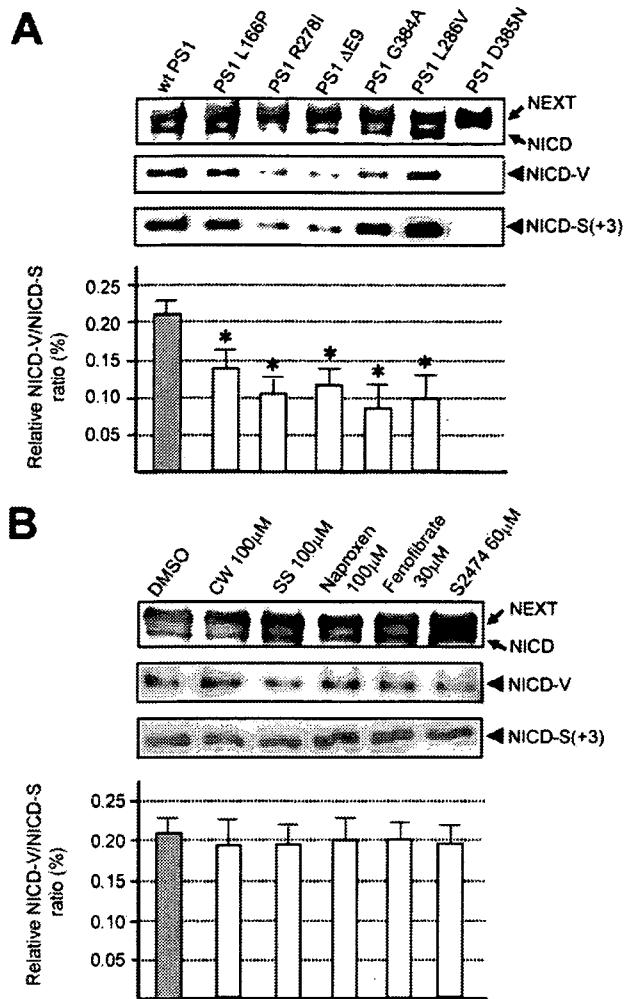 A
wt PS1
PS1 L166P
PS1 R278I
PS1 ΔE9
PS1 G384A
PS1 L286V
PS1 D385N
NEXT
NICD
NICD-V
NICD-S(+3)
Relative NICD-V/NICD-S
ratio (%)
0.25
0.20
0.15
0.10
0.05
* * * * *
B
DMSO
CW 100µM
SS 100µM
Naproxen
100µM
Fenofibrate
30µM
S2474 60µM
NEXT
NICD
NICD-V
NICD-S(+3)
Relative NICD-V/NICD-S
ratio (%)
0.25
0.20
0.15
0.10
0.05